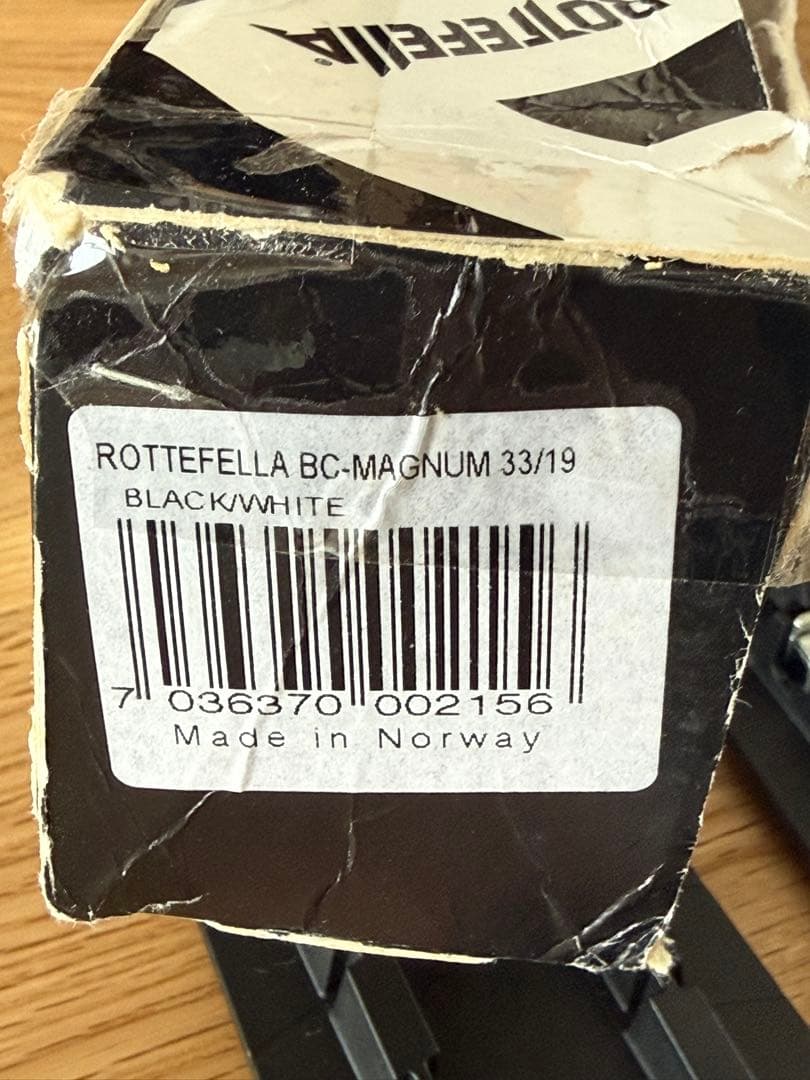 ROTTEFELLA®
ROTTEFELLA BC-MAGNUM 33/19
BLACK/WHITE
7 036370 002156
Made in Norway